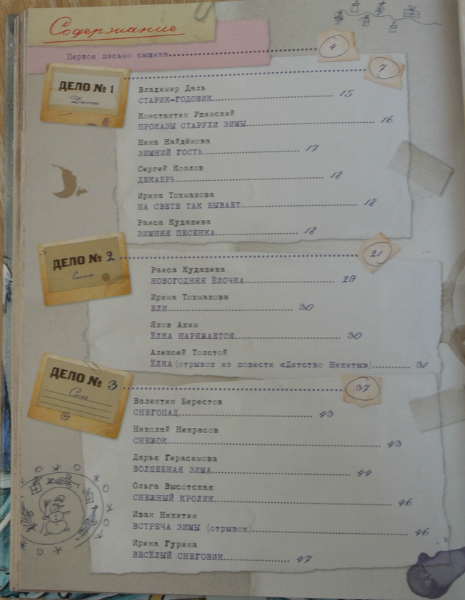 Содержание
Первое письмо сыщика 4
ДЕЛО № 1 7
Владимир Даль
СТАРИК-ГОДОВИК 15
Константин Ушинский
ПРОКАЗЫ СТАРУХИ ЗИМЫ 16
Нина Найдёнова
ЗИМНИЙ ГОСТЬ 17
Сергей Козлов
ДЕКАБРЬ 18
Ирина Токмакова
НА СВЕТЕ ТАК БЫВАЕТ 18
Раиса Кудашева
ЗИМНЯЯ ПЕСЕНКА 18
ДЕЛО № 2 21
Раиса Кудашева
НОВОГОДНЯЯ ЁЛОЧКА 29
Ирина Токмакова
ЕЛИ 30
Яков Аким
ЁЛКА НАРЯЖАЕТСЯ 30
Алексей Толстой
ЁЛКА (отрывок из повести «Детство Никиты») 31
ДЕЛО № 3 37
Валентин Берестов
СНЕГОПАД 43
Николай Некрасов
СНЕЖОК 43
Дарья Герасимова
ВОЛШЕБНАЯ ЗИМА 44
Ольга Высотская
СНЕЖНЫЙ КРОЛИК 46
Иван Никитин
ВСТРЕЧА ЗИМЫ (отрывок) 46
Ирина Гурина
ВЕСЁЛЫЙ СНЕГОВИК 47